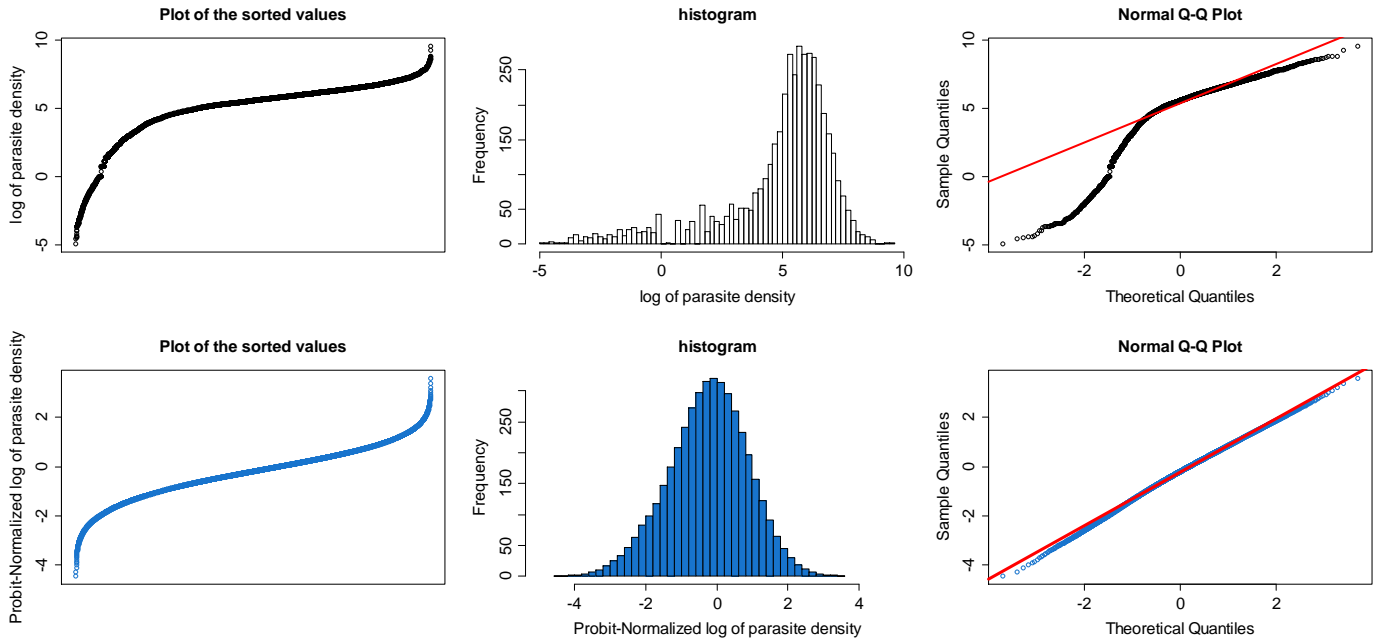 Plot of the sorted values
log of parasite density
10
5
0
-5
histogram
Frequency
250
150
50
0
-5
0
5
10
log of parasite density
Normal Q-Q Plot
Sample Quantiles
10
5
0
-5
-2
0
2
Theoretical Quantiles
Plot of the sorted values
Probit-Normalized log of parasite density
2
0
-2
-4
histogram
Frequency
250
150
50
0
-4
-2
0
2
4
Probit-Normalized log of parasite density
Normal Q-Q Plot
Sample Quantiles
2
0
-2
-4
-2
0
2
Theoretical Quantiles